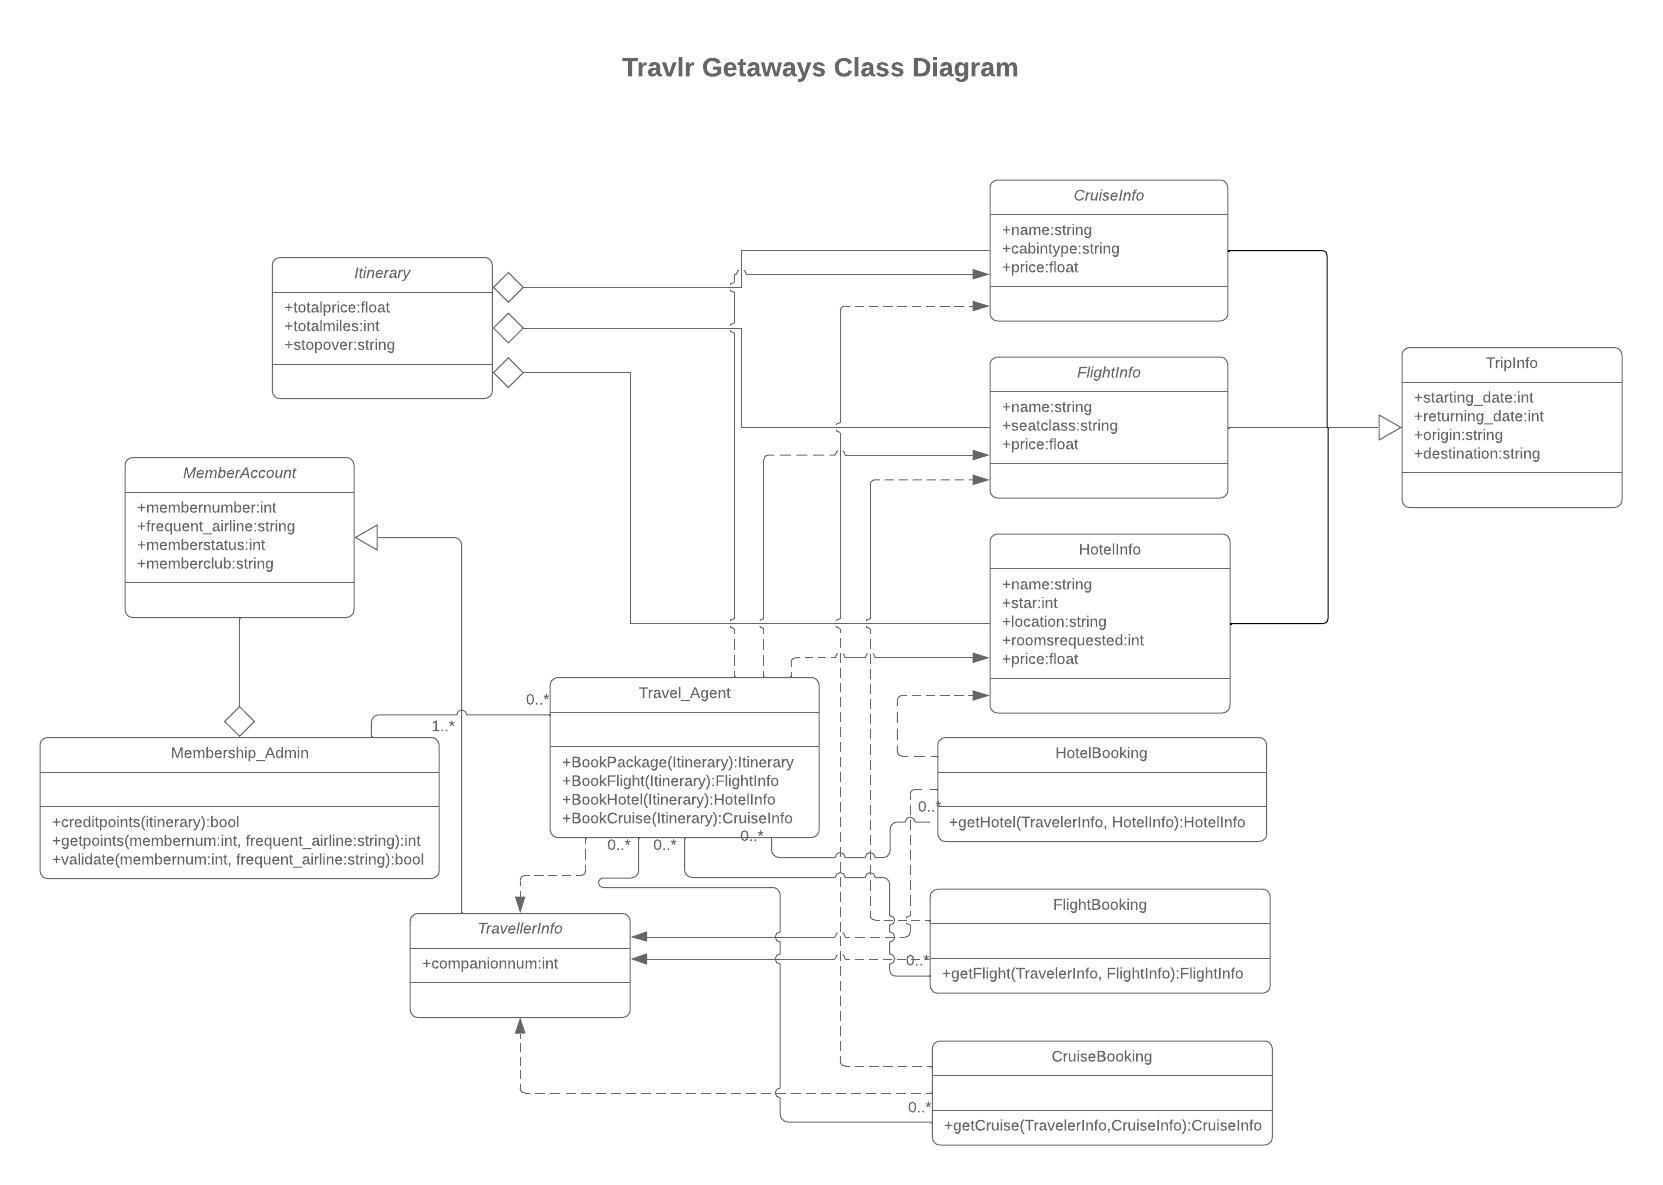 Travlr Getaways Class Diagram
CruiseInfo
+name:string
+cabintype:string
+price:float
Itinerary
+totalprice:float
+totalmiles:int
+stopover:string
FlightInfo
+name:string
+seatclass:string
+price:float
TripInfo
+starting_date:int
+returning_date:int
+origin:string
+destination:string
MemberAccount
+membernumber:int
+frequent_airline:string
+memberstatus:int
+memberclub:string
HotelInfo
+name:string
+star:int
+location:string
+roomsrequested:int
+price:float
0..*
1..*
Travel_Agent
+BookPackage(Itinerary):Itinerary
+BookFlight(Itinerary):FlightInfo
+BookHotel(Itinerary):HotelInfo
+BookCruise(Itinerary):CruiseInfo
0..*
0..*
0..*
Membership_Admin
+creditpoints(itinerary):bool
+getpoints(membernum:int, frequent_airline:string):int
+validate(membernum:int, frequent_airline:string):bool
HotelBooking
0..*
+getHotel(TravelerInfo, HotelInfo):HotelInfo
TravellerInfo
+companionnum:int
FlightBooking
0..*
+getFlight(TravelerInfo, FlightInfo):FlightInfo
CruiseBooking
0..*
+getCruise(TravelerInfo,CruiseInfo):CruiseInfo